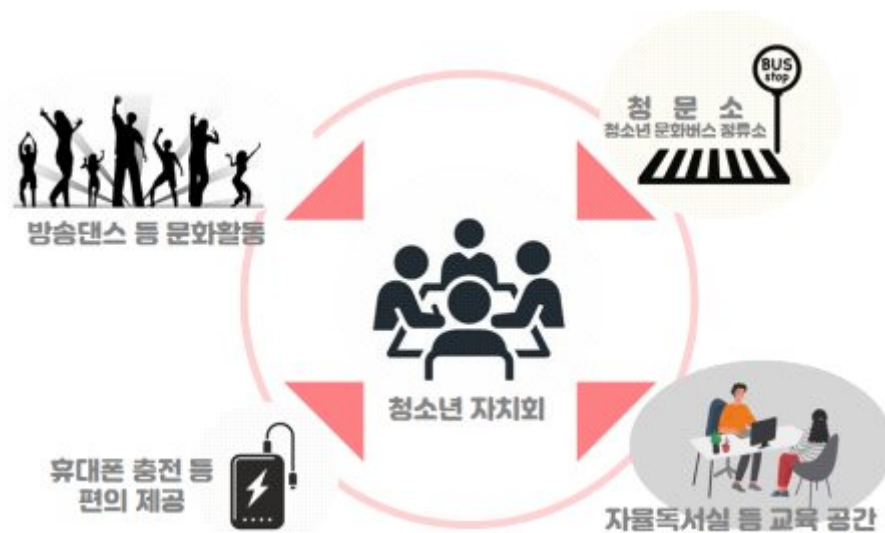 BUS
stop
청 문 소
청소년 문화버스 정류소
방송댄스 등 문화활동
청소년 자치회
휴대폰 충전 등
편의 제공
자율독서실 등 교육 공간